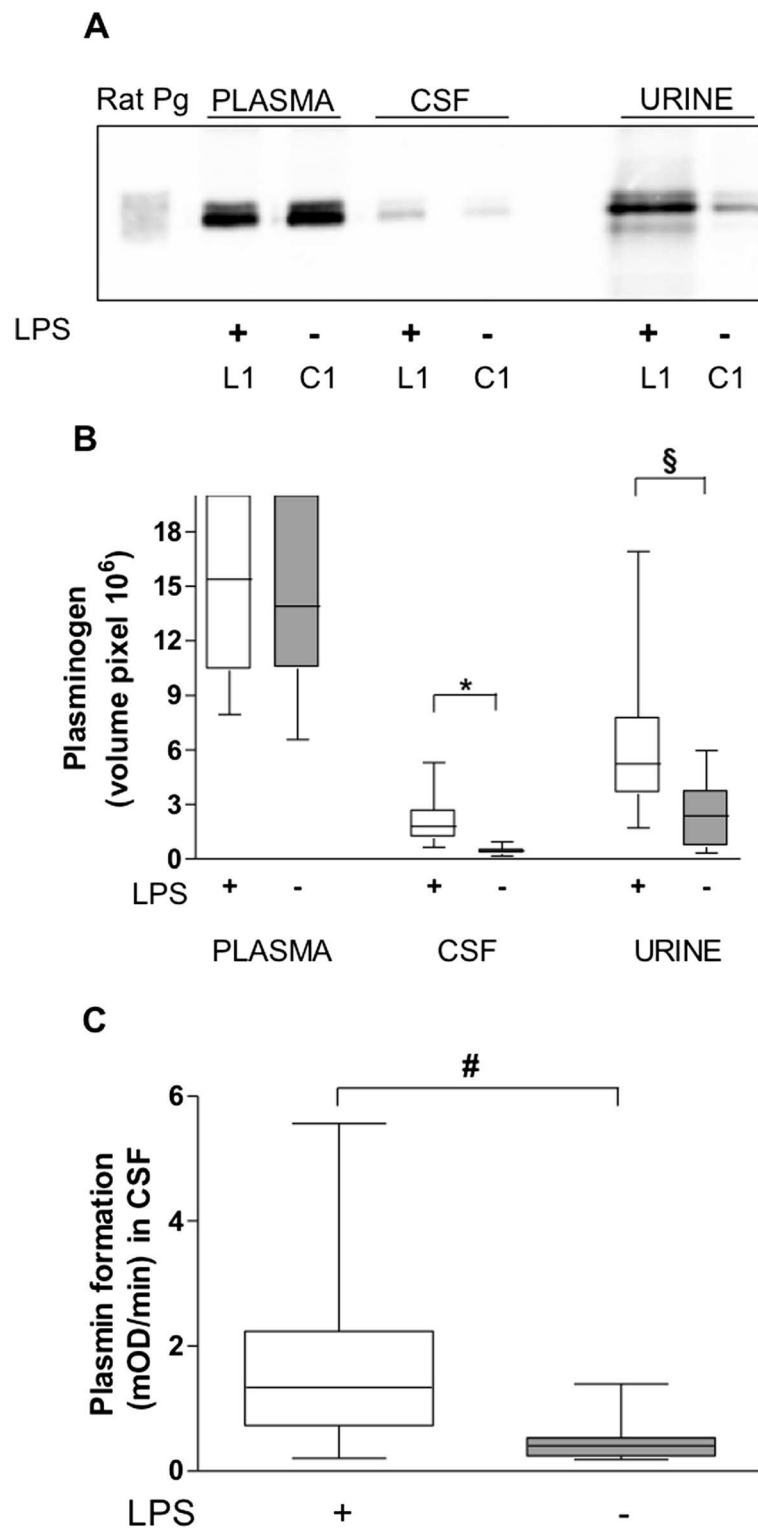 A
Rat Pg PLASMA CSF URINE
LPS + - + - + -
L1 C1 L1 C1 L1 C1
B
§
*
Plasminogen
(volume pixel 10⁶)
18
15
12
9
6
3
0
LPS + - + - + -
PLASMA CSF URINE
C
#
Plasmin formation
(mOD/min) in CSF
6
4
2
0
LPS + -